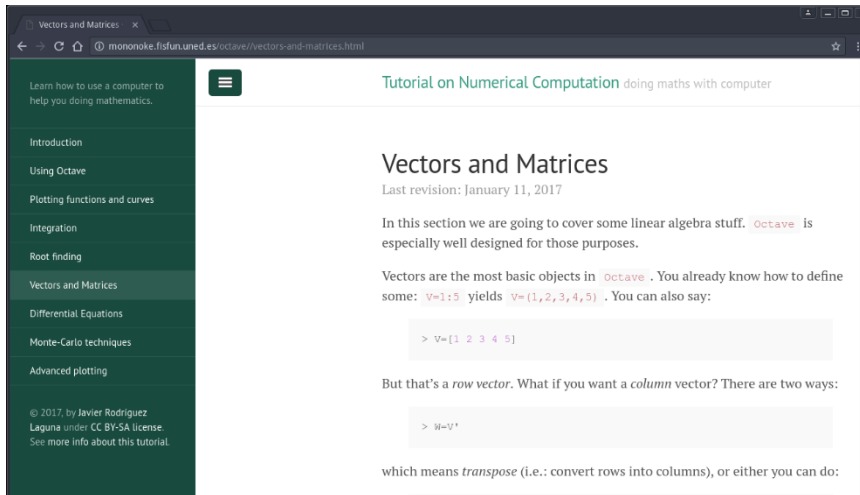 Vectors and Matrices
mononoke.fisfun.uned.es/octave//vectors-and-matrices.html
Learn how to use a computer to
help you doing mathematics.
Introduction
Using Octave
Plotting functions and curves
Integration
Root finding
Vectors and Matrices
Differential Equations
Monte-Carlo techniques
Advanced plotting
© 2017, by Javier Rodríguez
Laguna under CC BY-SA license.
See more info about this tutorial.
Tutorial on Numerical Computation doing maths with computer
Vectors and Matrices
Last revision: January 11, 2017
In this section we are going to cover some linear algebra stuff. Octave is
especially well designed for those purposes.
Vectors are the most basic objects in Octave . You already know how to define
some: V=1:5 yields V={1,2,3,4,5} . You can also say:
> V=[1 2 3 4 5]
But that's a row vector. What if you want a column vector? There are two ways:
> W=V'
which means transpose (i.e.: convert rows into columns), or either you can do: